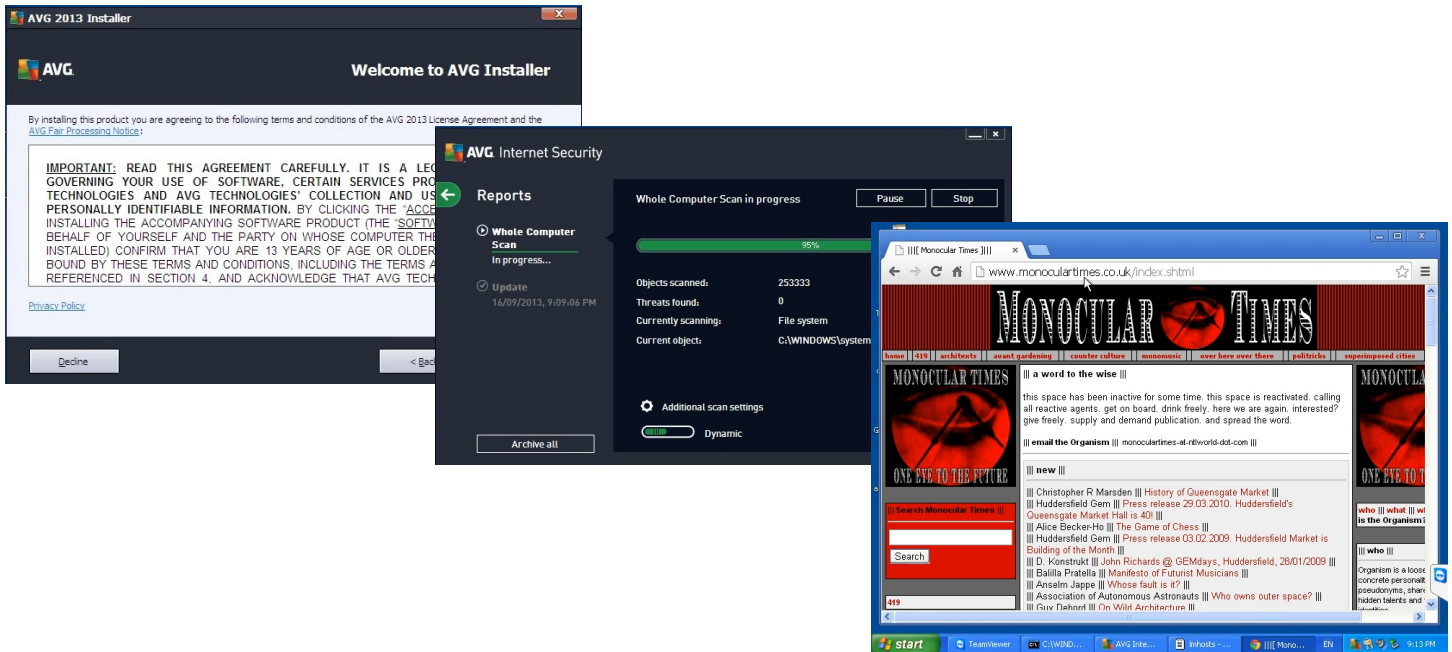 AVG 2013 Installer
AVG.
Welcome to AVG Installer
By installing this product you are agreeing to the following terms and conditions of the AVG 2013 License Agreement and the
AVG Fair Processing Notice:
IMPORTANT: READ THIS AGREEMENT CAREFULLY. IT IS A LEG
GOVERNING YOUR USE OF SOFTWARE, CERTAIN SERVICES PRO
TECHNOLOGIES AND AVG TECHNOLOGIES' COLLECTION AND US
PERSONALLY IDENTIFIABLE INFORMATION. BY CLICKING THE "ACCE
INSTALLING THE ACCOMPANYING SOFTWARE PRODUCT (THE "SOFTW
BEHALF OF YOURSELF AND THE PARTY ON WHOSE COMPUTER THE
INSTALLED) CONFIRM THAT YOU ARE 13 YEARS OF AGE OR OLDER
BOUND BY THESE TERMS AND CONDITIONS, INCLUDING THE TERMS A
REFERENCED IN SECTION 4, AND ACKNOWLEDGE THAT AVG TECH
Privacy Policy
Decline
< Bac
AVG. Internet Security
Reports
Whole Computer
Scan
In progress...
Update
16/09/2013, 9:09:06 PM
Archive all
Whole Computer Scan in progress
Pause
Stop
95%
Objects scanned: 253333
Threats found: 0
Currently scanning: File system
Current object: C:\WINDOWS\system
Additional scan settings
Dynamic
||||[ Monocular Times ]||||
www.monoculartimes.co.uk/index.shtml
MONOCULAR TIMES
home || 419 || architexts || avant gardening || counter culture || monomusic || over here over there || politricks || superimposed cities
MONOCULAR TIMES
ONE EYE TO THE FUTURE
||| Search Monocular Times |||
Search
419
||| a word to the wise |||
this space has been inactive for some time. this space is reactivated. calling
all reactive agents. get on board. drink freely. here we are again. interested?
give freely. supply and demand publication. and spread the word.
||| email the Organism ||| monoculartimes-at-ntlworld-dot-com |||
||| new |||
||| Christopher R Marsden ||| History of Queensgate Market |||
||| Huddersfield Gem ||| Press release 29.03.2010. Huddersfield's
Queensgate Market Hall is 40! |||
||| Alice Becker-Ho ||| The Game of Chess |||
||| Huddersfield Gem ||| Press release 03.02.2009. Huddersfield Market is
Building of the Month |||
||| D. Konstrukt ||| John Richards @ GEMdays, Huddersfield, 28/01/2009 |||
||| Balilla Pratella ||| Manifesto of Futurist Musicians |||
||| Anselm Jappe ||| Whose fault is it? |||
||| Association of Autonomous Astronauts ||| Who owns outer space? |||
||| Guy Debord ||| On Wild Architecture |||
MONOCULA
ONE EYE TO T
who ||| what ||| wh
is the Organism?
||| who |||
Organism is a loose
concrete personalit
pseudonyms, share
hidden talents and
start
TeamViewer
C:\WIND...
AVG Inte...
lmhosts - ...
||||[ Mono...
EN
9:13 PM